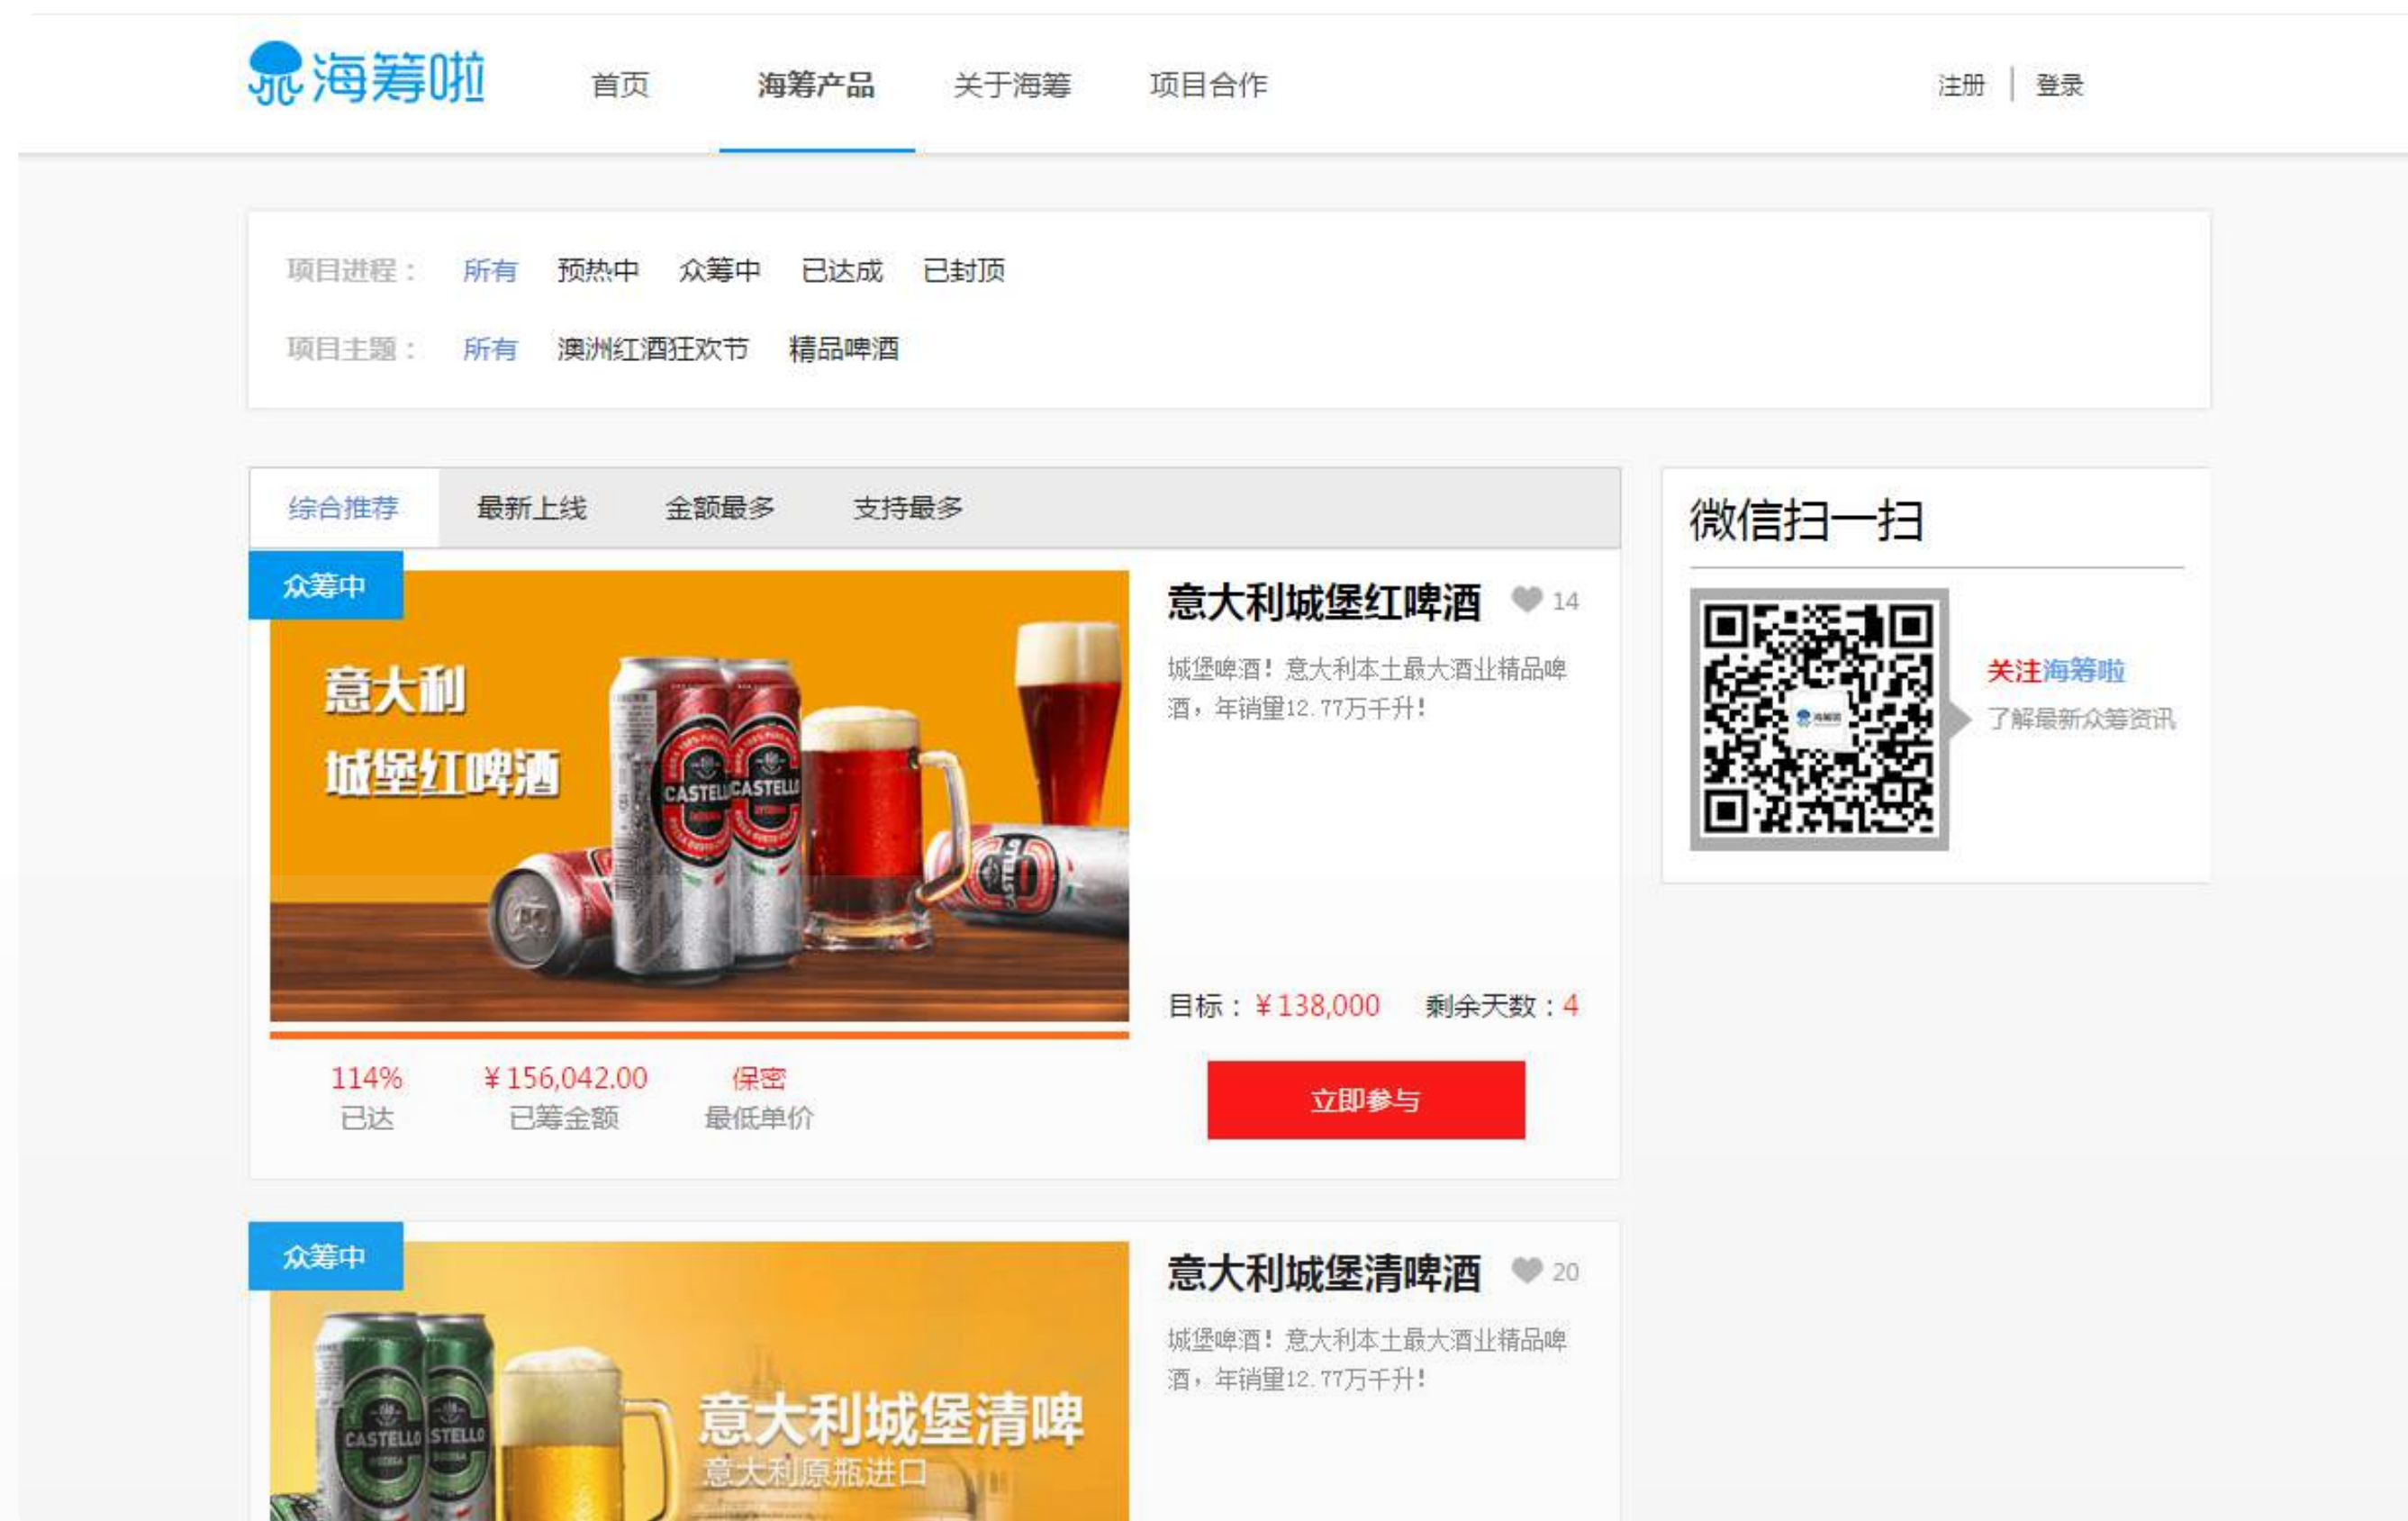 海筹啦
首页 海筹产品 关于海筹 项目合作 注册 登录
项目进程： 所有 预热中 众筹中 已达成 已封顶
项目主题： 所有 澳洲红酒狂欢节 精品啤酒
综合推荐 最新上线 金额最多 支持最多
众筹中
意大利
城堡红啤酒
CASTELL CASTELLO
意大利城堡红啤酒 14
城堡啤酒！意大利本土最大酒业精品啤
酒，年销量12.77万千升！
目标：¥138,000 剩余天数：4
114% ¥156,042.00 保密
已达 已筹金额 最低单价
立即参与
微信扫一扫
海筹啦
关注海筹啦
了解最新众筹资讯
众筹中
意大利城堡清啤
意大利原瓶进口
CASTELLO STELLO
意大利城堡清啤酒 20
城堡啤酒！意大利本土最大酒业精品啤
酒，年销量12.77万千升！